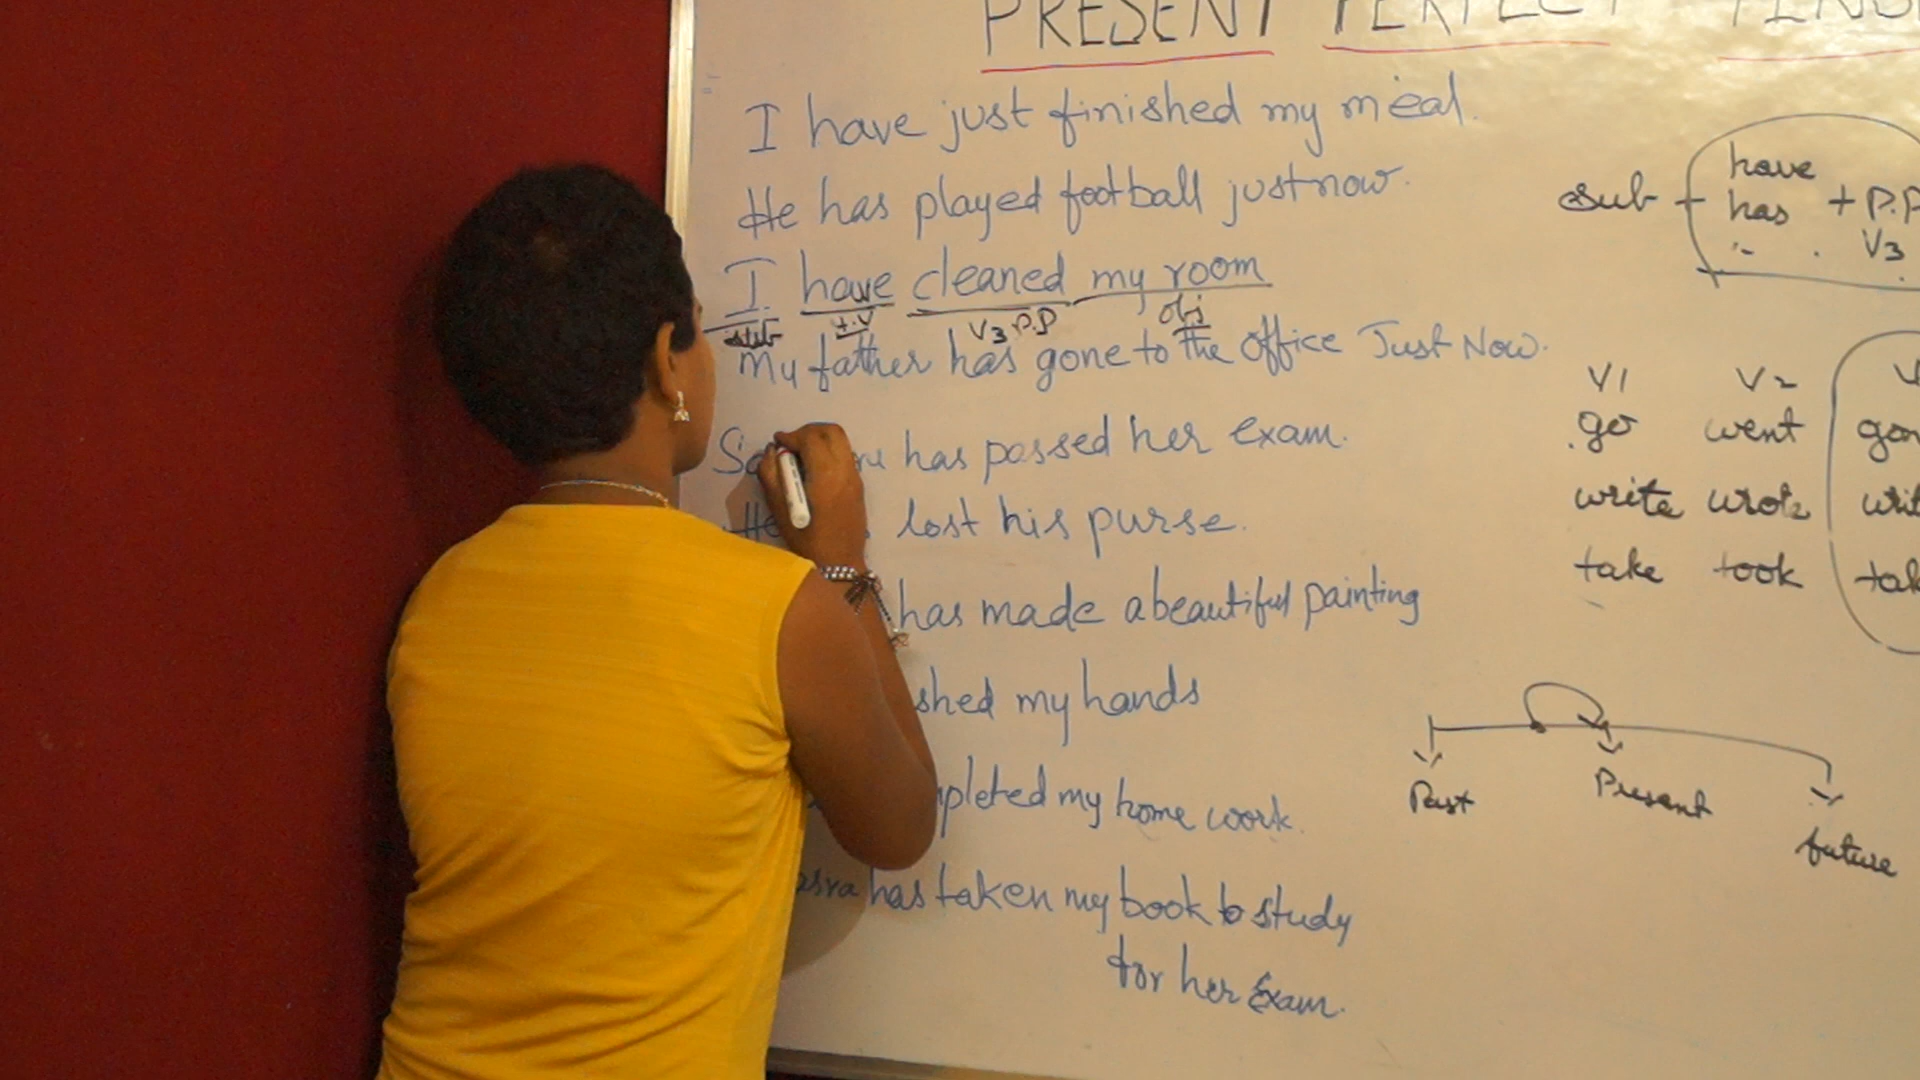 PRESENT PERFECT TENS
I have just finished my meal.
He has played football just now.
I have cleaned my room
sub H.V V3 P.P obj
My father has gone to the office Just Now.
has passed her exam.
He lost his purse.
has made a beautiful painting
my hands
my home work.
has taken my book to study
for her Exam.
sub + have
has + P.P
V3
V1 V2
go went
write wrote
take took
Past Present future